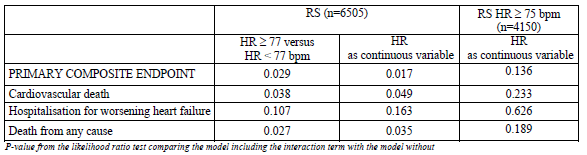 RS (n=6505)
RS HR ≥ 75 bpm
(n=4150)
HR ≥ 77 versus
HR < 77 bpm
HR
as continuous variable
HR
as continuous variable
PRIMARY COMPOSITE ENDPOINT 0.029 0.017 0.136
Cardiovascular death 0.038 0.049 0.233
Hospitalisation for worsening heart failure 0.107 0.163 0.626
Death from any cause 0.027 0.035 0.189
P-value from the likelihood ratio test comparing the model including the interaction term with the model without